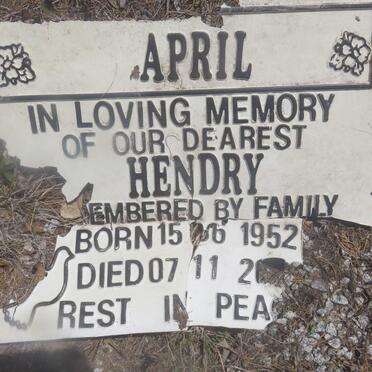 APRIL
IN LOVING MEMORY
OF OUR DEAREST
HENDRY
EMBERED BY FAMILY
BORN 15 06 1952
DIED 07 11 2
REST IN PEA